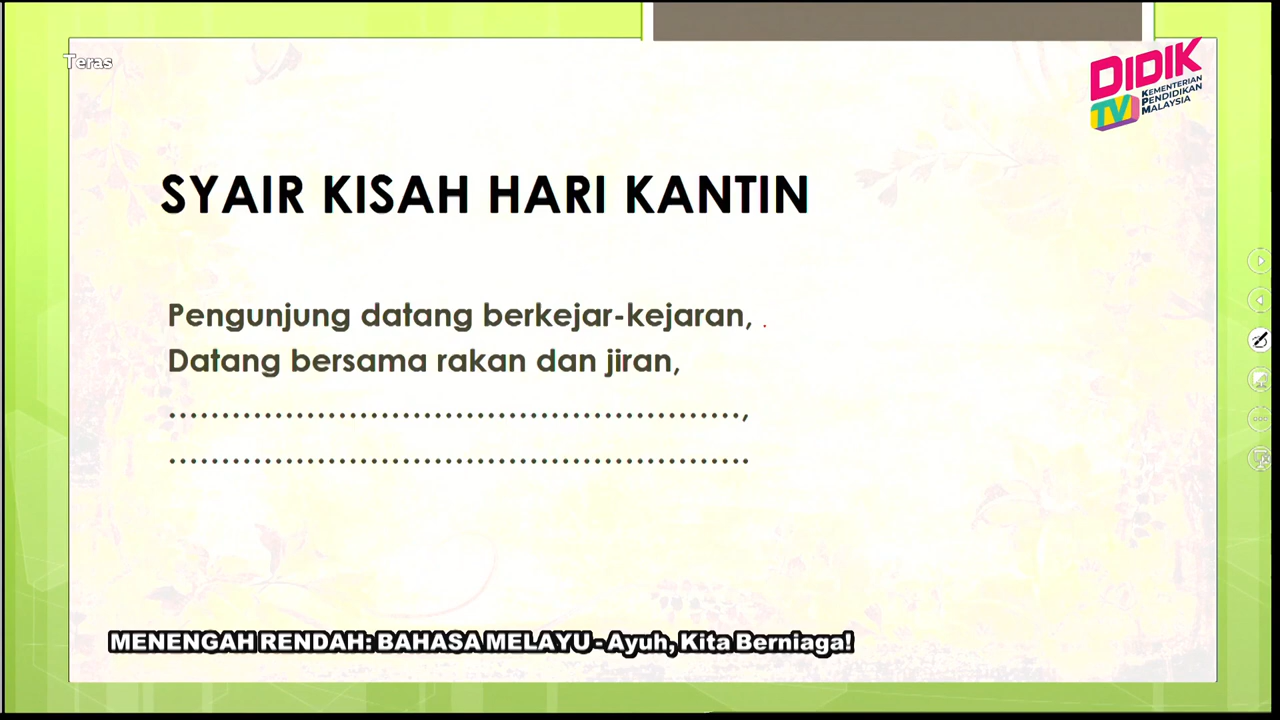 Teras
DIDIK
TV
KEMENTERIAN
PENDIDIKAN
MALAYSIA
SYAIR KISAH HARI KANTIN
Pengunjung datang berkejar-kejaran,
Datang bersama rakan dan jiran,
......................................................,
.......................................................
MENENGAH RENDAH: BAHASA MELAYU - Ayuh, Kita Berniaga!